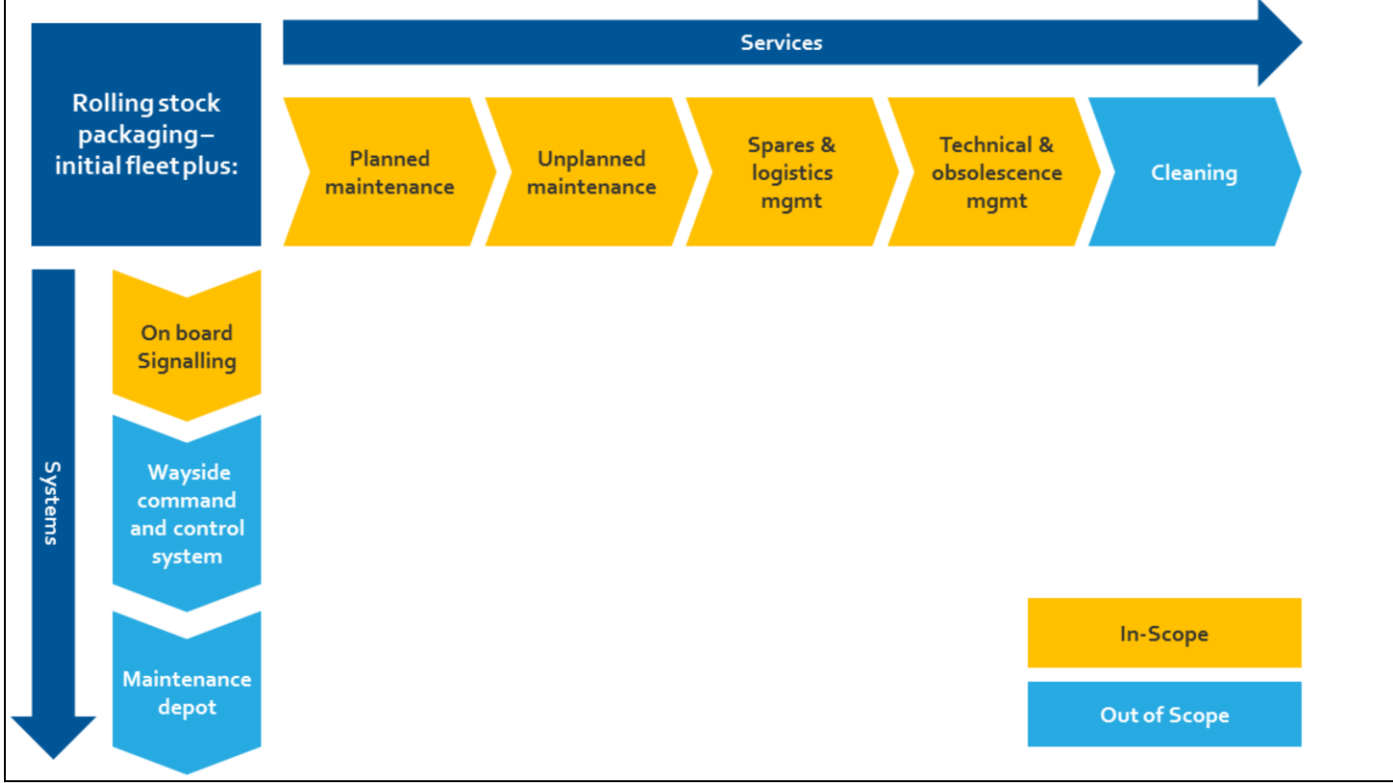 Rolling stock
packaging–
initial fleet plus:
Services
Planned
maintenance
Unplanned
maintenance
Spares &
logistics
mgmt
Technical &
obsolescence
mgmt
Cleaning
Systems
On board
Signalling
Wayside
command
and control
system
Maintenance
depot
In-Scope
Out of Scope